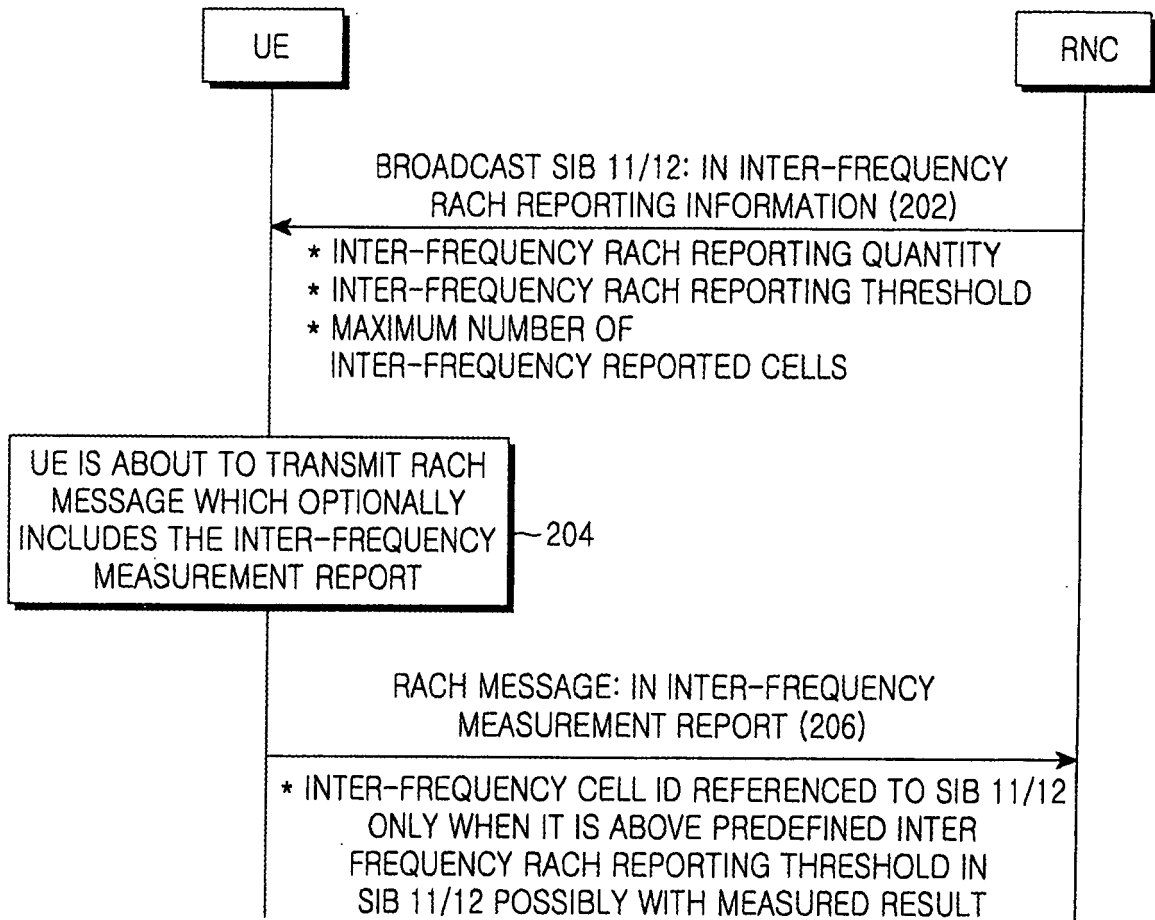 UE
RNC
BROADCAST SIB 11/12: IN INTER-FREQUENCY
RACH REPORTING INFORMATION (202)
* INTER-FREQUENCY RACH REPORTING QUANTITY
* INTER-FREQUENCY RACH REPORTING THRESHOLD
* MAXIMUM NUMBER OF
INTER-FREQUENCY REPORTED CELLS
UE IS ABOUT TO TRANSMIT RACH
MESSAGE WHICH OPTIONALLY
INCLUDES THE INTER-FREQUENCY
MEASUREMENT REPORT
204
RACH MESSAGE: IN INTER-FREQUENCY
MEASUREMENT REPORT (206)
* INTER-FREQUENCY CELL ID REFERENCED TO SIB 11/12
ONLY WHEN IT IS ABOVE PREDEFINED INTER
FREQUENCY RACH REPORTING THRESHOLD IN
SIB 11/12 POSSIBLY WITH MEASURED RESULT